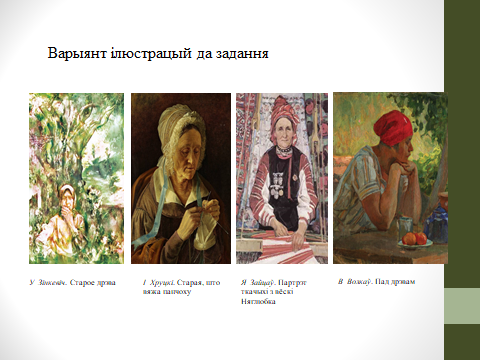 Варыянт ілюстрацый да задання
У Зінкевіч. Старое дрэва
І Хруцкі. Старая, што
вяжа панчоху
Я Зайцаў. Партрэт
ткачыхі з вёскі
Няглюбка
В Волкаў. Пад дрэвам